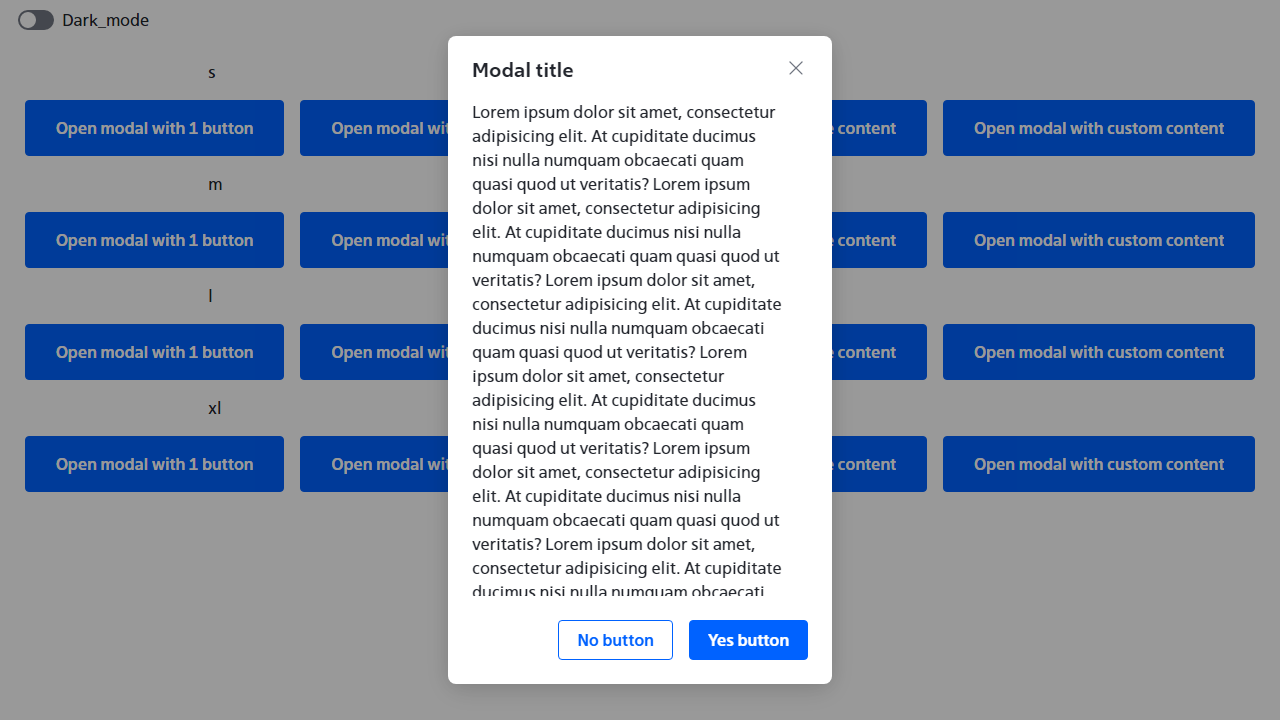 Dark_mode
s
Open modal with 1 button
Open modal wit
e content
Open modal with custom content
m
Open modal with 1 button
Open modal wit
e content
Open modal with custom content
l
Open modal with 1 button
Open modal wit
e content
Open modal with custom content
xl
Open modal with 1 button
Open modal wit
e content
Open modal with custom content
Modal title
Lorem ipsum dolor sit amet, consectetur
adipisicing elit. At cupiditate ducimus
nisi nulla numquam obcaecati quam
quasi quod ut veritatis? Lorem ipsum
dolor sit amet, consectetur adipisicing
elit. At cupiditate ducimus nisi nulla
numquam obcaecati quam quasi quod ut
veritatis? Lorem ipsum dolor sit amet,
consectetur adipisicing elit. At cupiditate
ducimus nisi nulla numquam obcaecati
quam quasi quod ut veritatis? Lorem
ipsum dolor sit amet, consectetur
adipisicing elit. At cupiditate ducimus
nisi nulla numquam obcaecati quam
quasi quod ut veritatis? Lorem ipsum
dolor sit amet, consectetur adipisicing
elit. At cupiditate ducimus nisi nulla
numquam obcaecati quam quasi quod ut
veritatis? Lorem ipsum dolor sit amet,
consectetur adipisicing elit. At cupiditate
ducimus nisi nulla numquam obcaecati
No button
Yes button